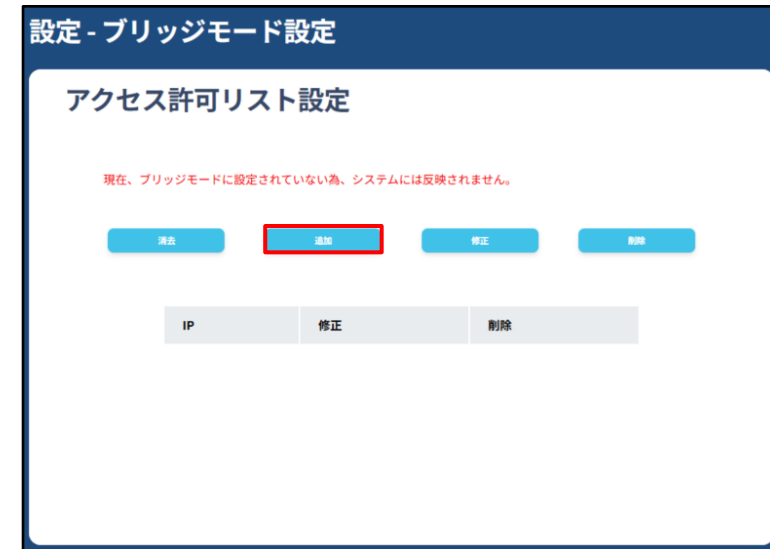 設定 - ブリッジモード設定
アクセス許可リスト設定
現在、ブリッジモードに設定されていない為、システムには反映されません。
消去 追加 修正 削除
IP 修正 削除